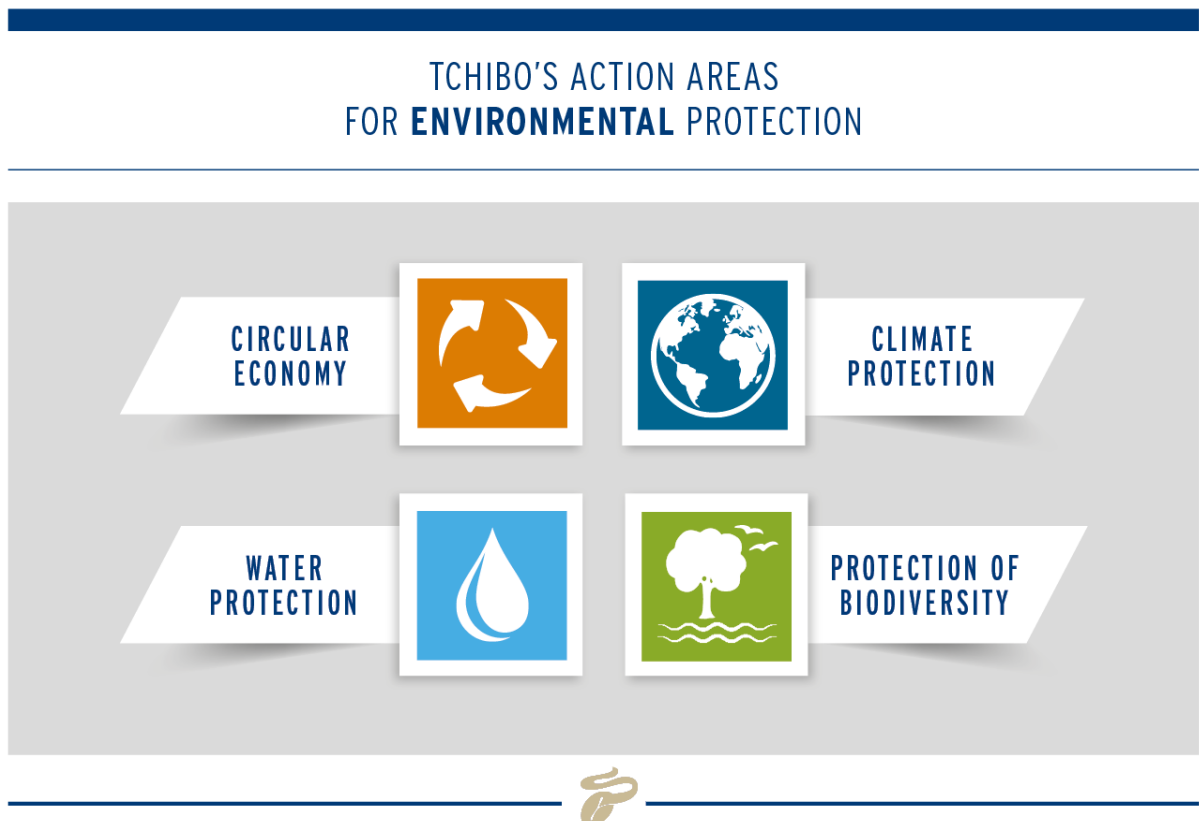 TCHIBO'S ACTION AREAS
FOR ENVIRONMENTAL PROTECTION
CIRCULAR
ECONOMY
CLIMATE
PROTECTION
WATER
PROTECTION
PROTECTION OF
BIODIVERSITY